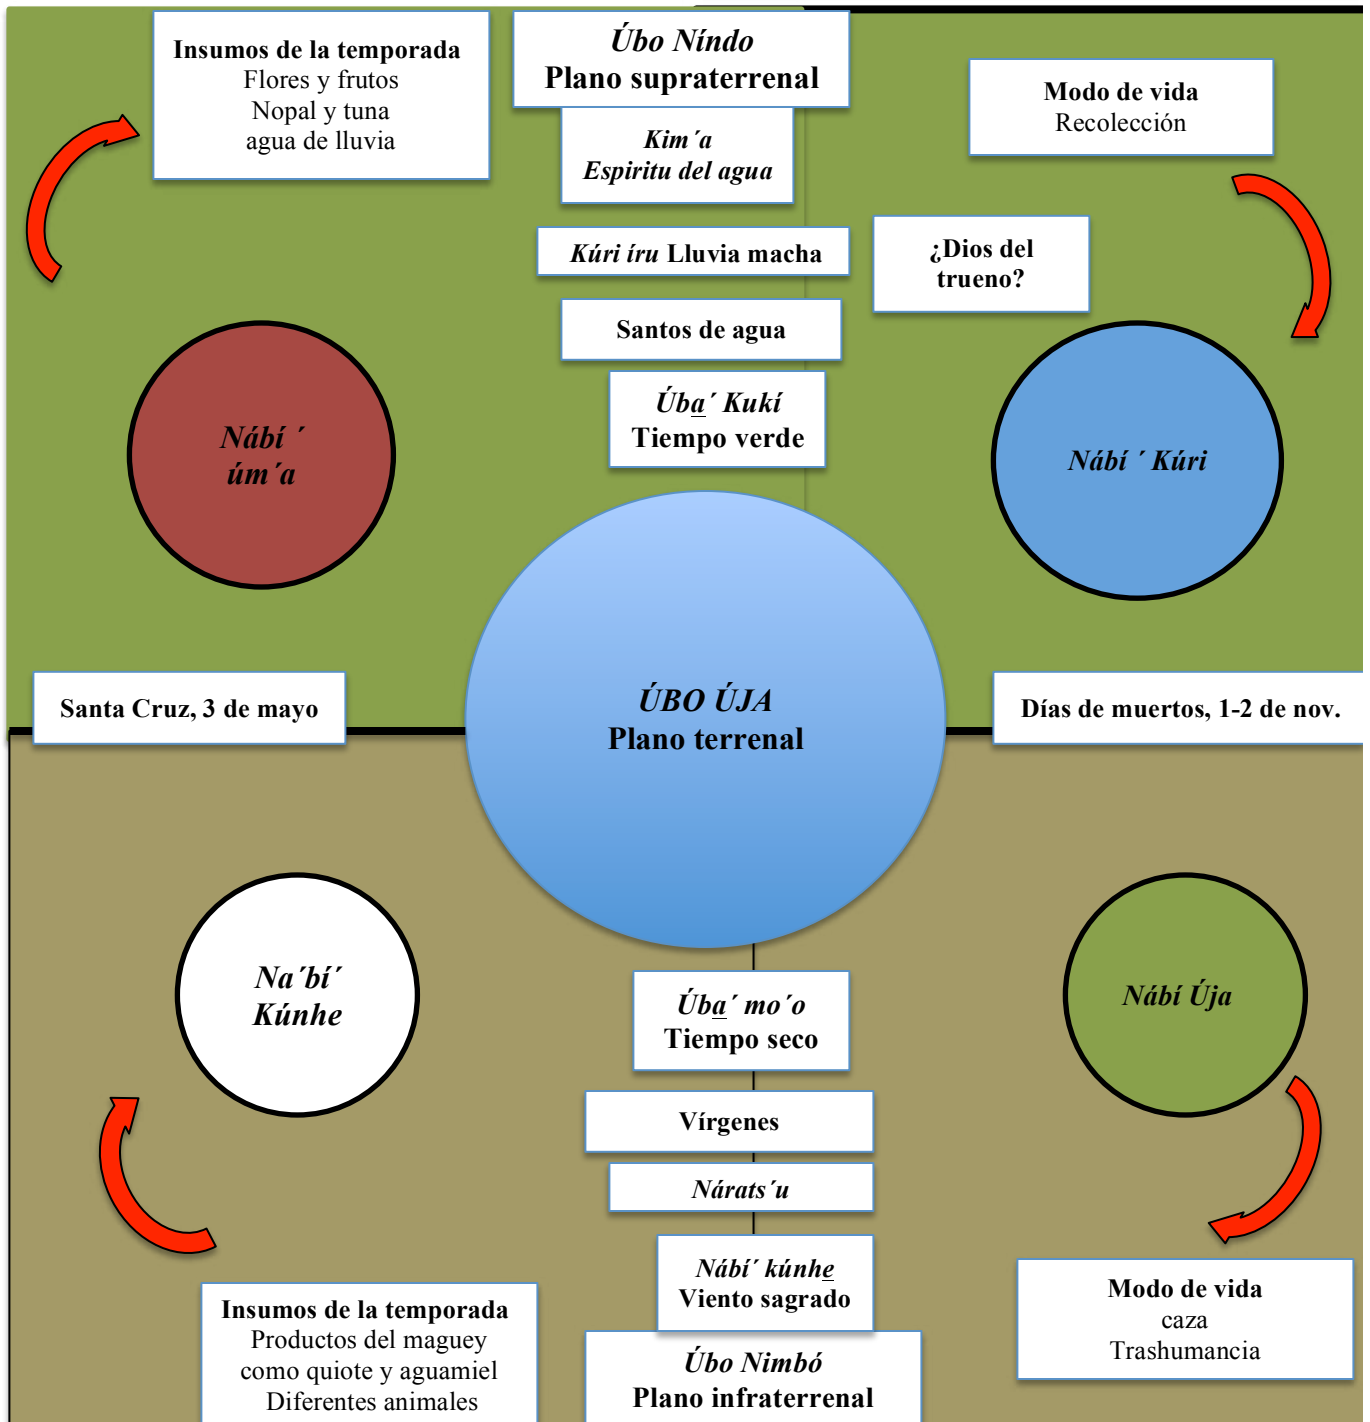 Insumos de la temporada
Flores y frutos
Nopal y tuna
agua de lluvia
Úbo Níndo
Plano supraterrenal
Kim´a
Espiritu del agua
Modo de vida
Recolección
Kúri íru Lluvia macha
¿Dios del
trueno?
Santos de agua
Úba´ Kukí
Tiempo verde
Nábí ´
úm´a
Nábí ´ Kúri
Santa Cruz, 3 de mayo
ÚBO ÚJA
Plano terrenal
Días de muertos, 1-2 de nov.
Na´bí´
Kúnhe
Úba´ mo´o
Tiempo seco
Nábí Úja
Vírgenes
Nárats´u
Nábí´ kúnhe
Viento sagrado
Insumos de la temporada
Productos del maguey
como quiote y aguamiel
Diferentes animales
Úbo Nimbó
Plano infraterrenal
Modo de vida
caza
Trashumancia